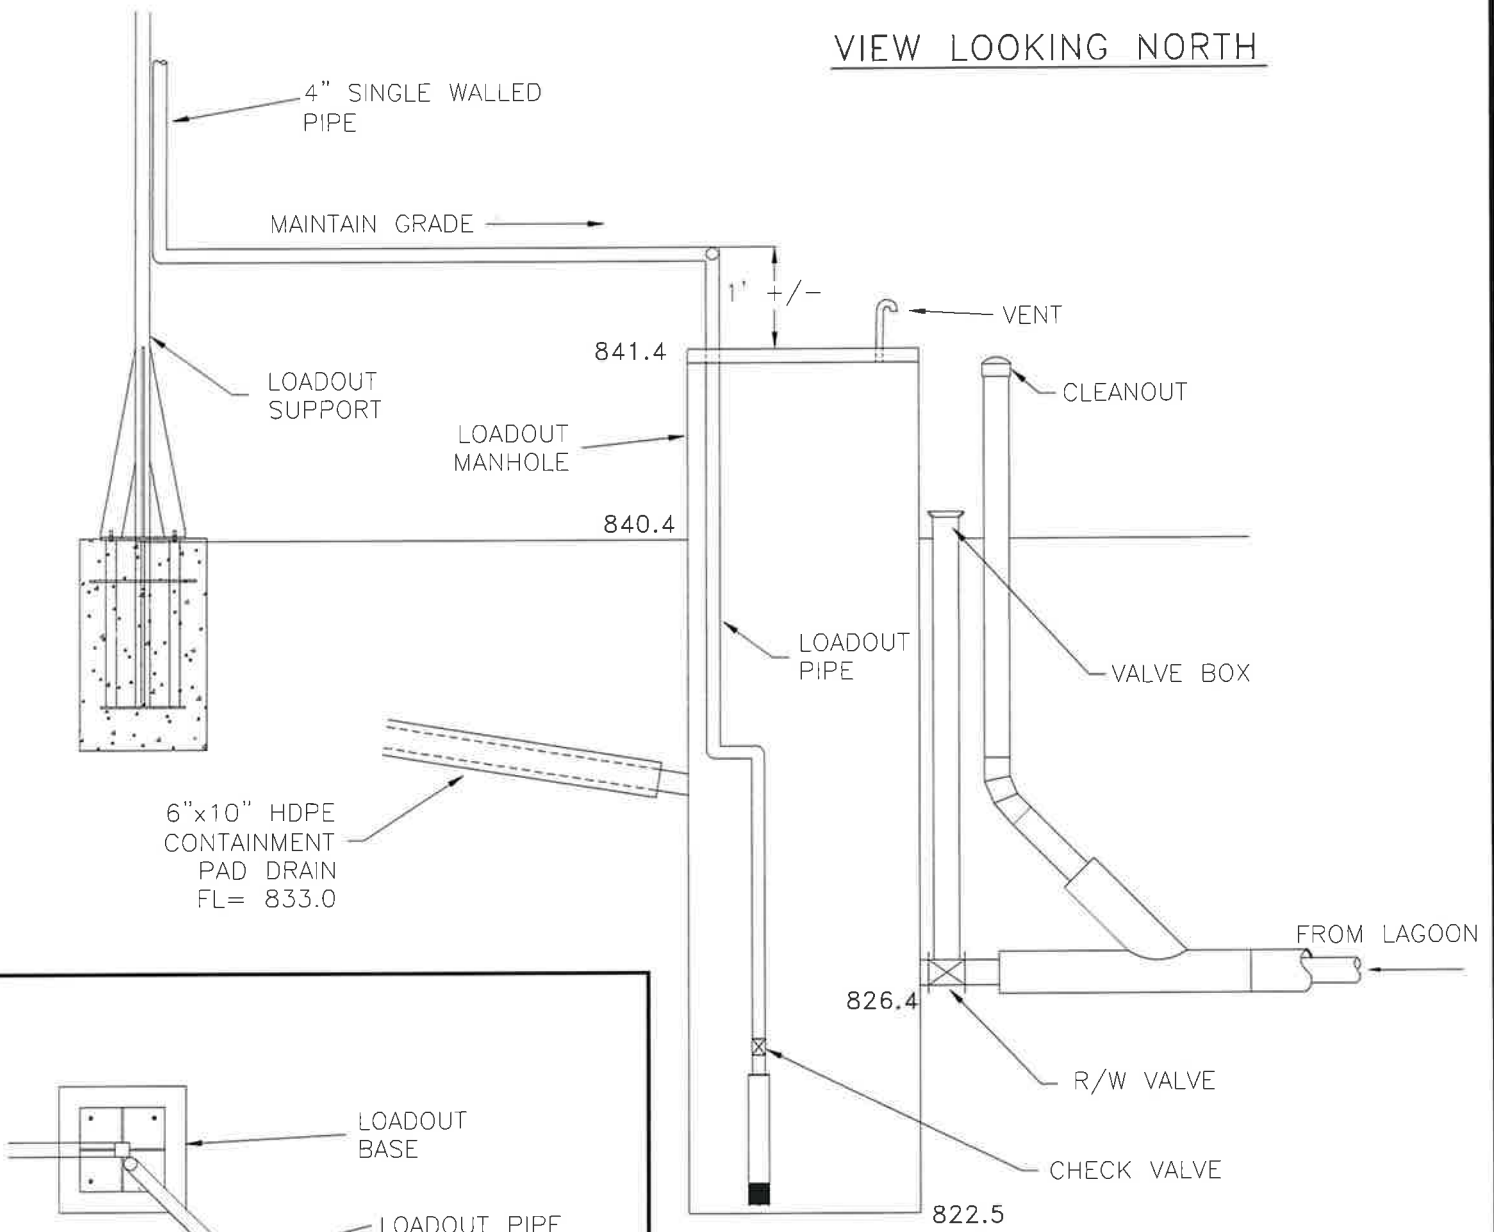 VIEW LOOKING NORTH
4" SINGLE WALLED
PIPE
MAINTAIN GRADE
1' +/-
VENT
841.4
LOADOUT
SUPPORT
CLEANOUT
LOADOUT
MANHOLE
840.4
LOADOUT
PIPE
VALVE BOX
6"x10" HDPE
CONTAINMENT
PAD DRAIN
FL= 833.0
FROM LAGOON
826.4
R/W VALVE
LOADOUT
BASE
CHECK VALVE
LOADOUT PIPE
822.5